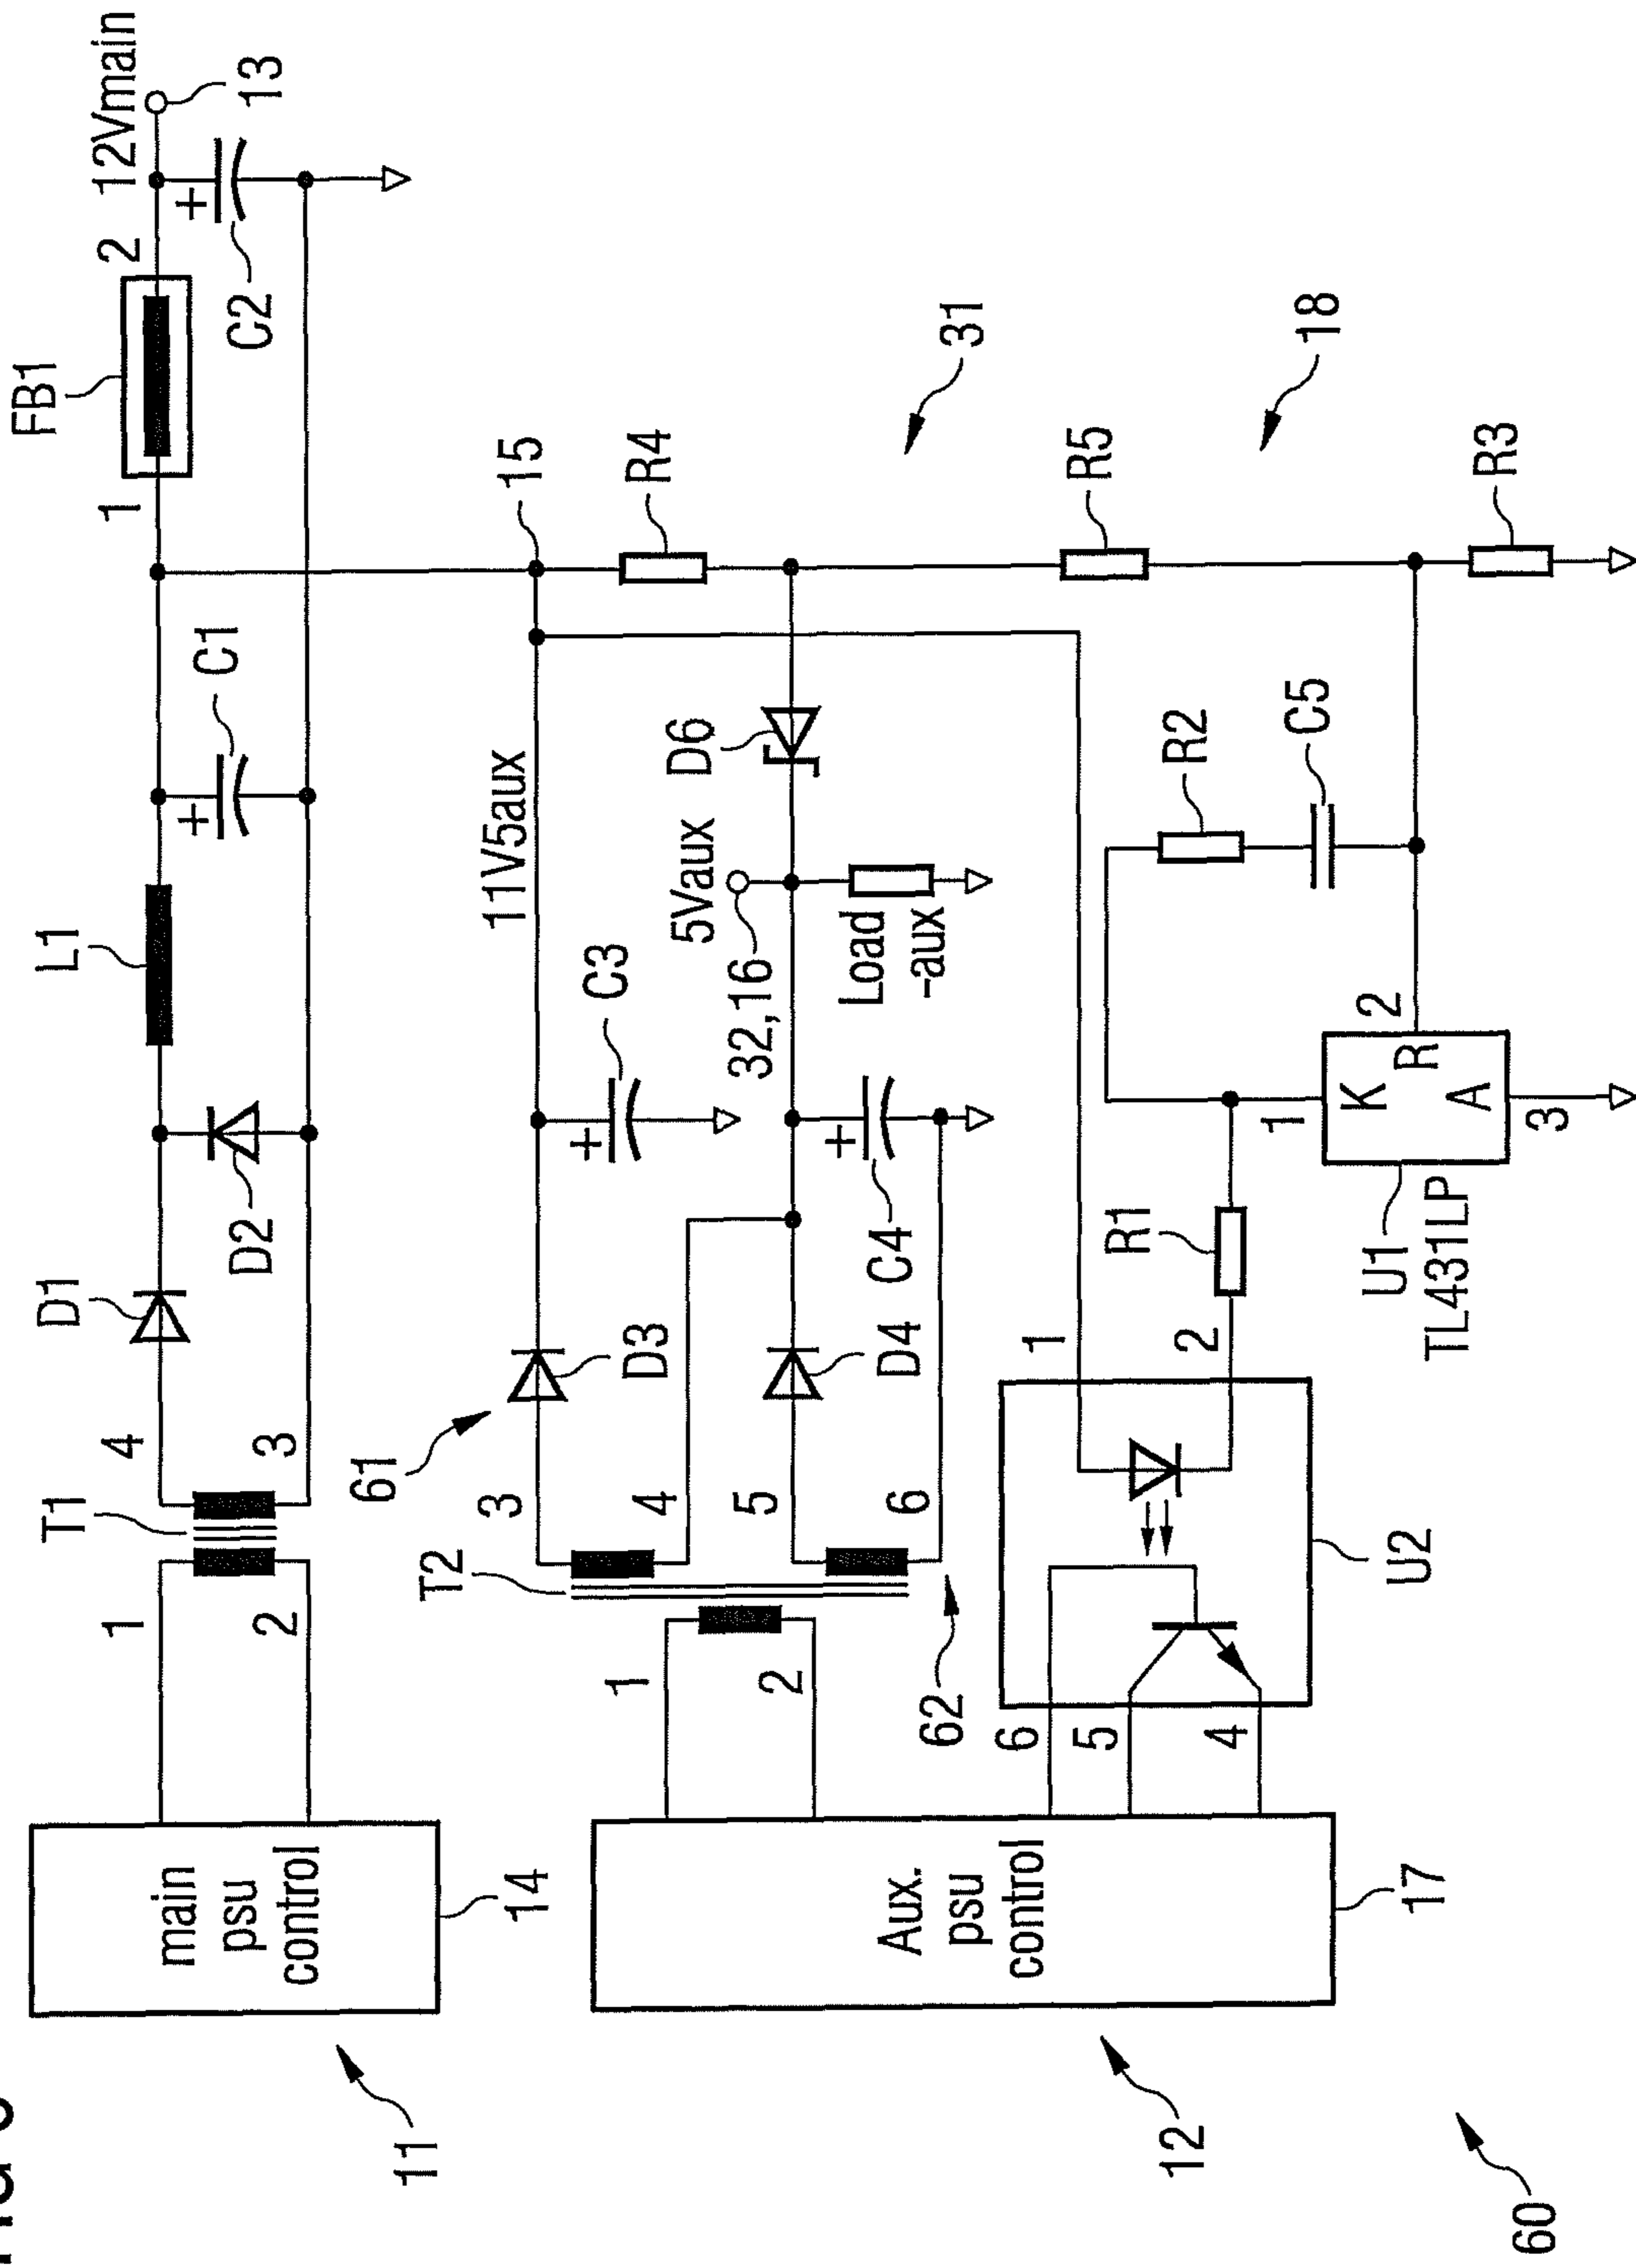 FB1
12Vmain
13
1
2
C2
L1
C1
D1
D2
T1
4
3
1
2
main
psu
control
14
11
15
R4
31
11V5aux
C3
D3
61
3
4
5
6
T2
1
2
62
D6
5Vaux
32,16
Load
-aux
D4
C4
R5
18
R3
R2
C5
1
2
R1
1
K
R
2
A
3
U1
TL431LP
U2
6
5
4
Aux.
psu
control
17
12
60